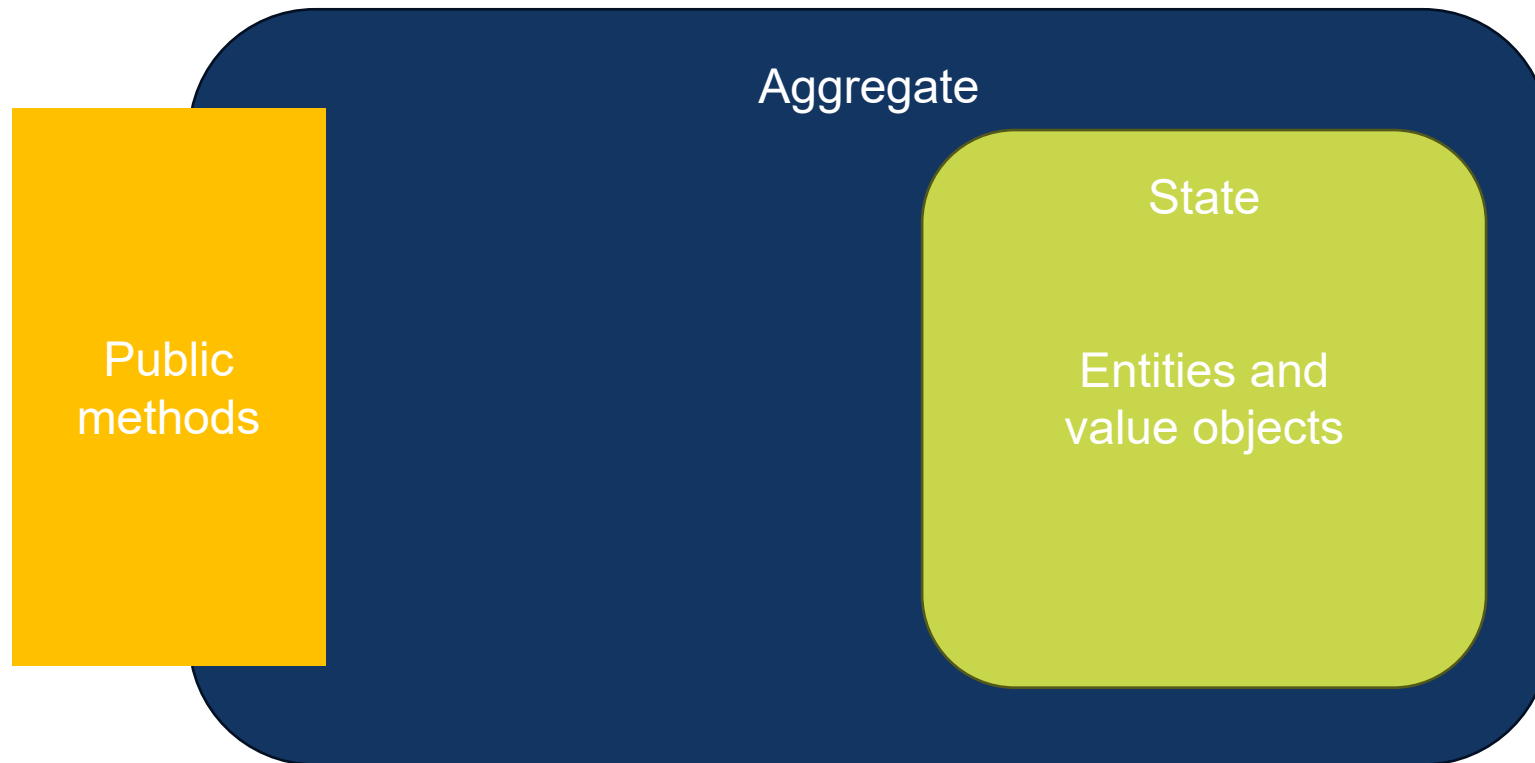 Aggregate
State
Public
methods
Entities and
value objects